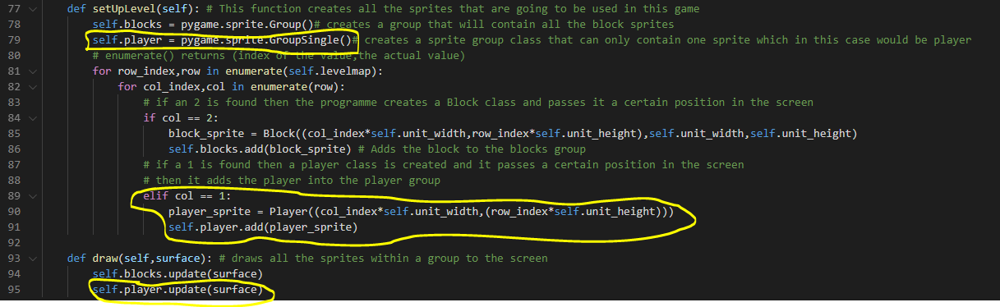 77 def setUpLevel(self): # This function creates all the sprites that are going to be used in this game
78 self.blocks = pygame.sprite.Group()# creates a group that will contain all the block sprites
79 self.player = pygame.sprite.GroupSingle()# creates a sprite group class that can only contain one sprite which in this case would be player
80 # enumerate() returns (index of the value,the actual value)
81 for row_index,row in enumerate(self.levelmap):
82 for col_index,col in enumerate(row):
83 # if an 2 is found then the programme creates a Block class and passes it a certain position in the screen
84 if col == 2:
85 block_sprite = Block((col_index*self.unit_width,row_index*self.unit_height),self.unit_width,self.unit_height)
86 self.blocks.add(block_sprite) # Adds the block to the blocks group
87 # if a 1 is found then a player class is created and it passes a certain position in the screen
88 # then it adds the player into the player group
89 elif col == 1:
90 player_sprite = Player((col_index*self.unit_width,(row_index*self.unit_height)))
91 self.player.add(player_sprite)
92
93 def draw(self,surface): # draws all the sprites within a group to the screen
94 self.blocks.update(surface)
95 self.player.update(surface)